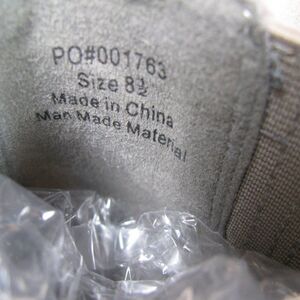 PO#001763
Size 8½
Made in China
Man Made Material